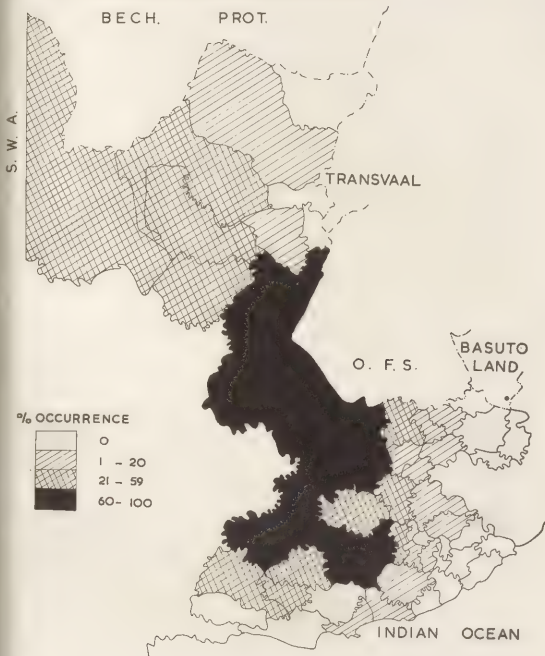 BECH. PROT.
S. W. A.
TRANSVAAL
O. F. S.
BASUTO
LAND
% OCCURRENCE
0
1 - 20
21 - 59
60 - 100
INDIAN OCEAN